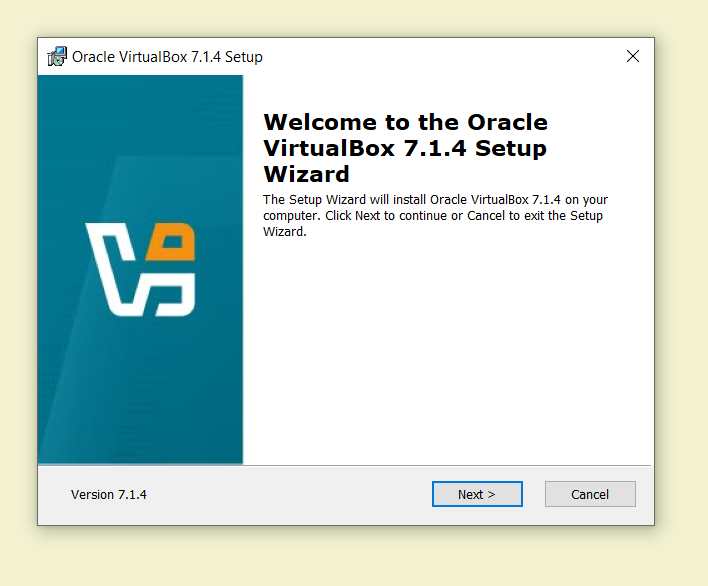 Oracle VirtualBox 7.1.4 Setup
Welcome to the Oracle
VirtualBox 7.1.4 Setup
Wizard
The Setup Wizard will install Oracle VirtualBox 7.1.4 on your
computer. Click Next to continue or Cancel to exit the Setup
Wizard.
Version 7.1.4
Next >
Cancel